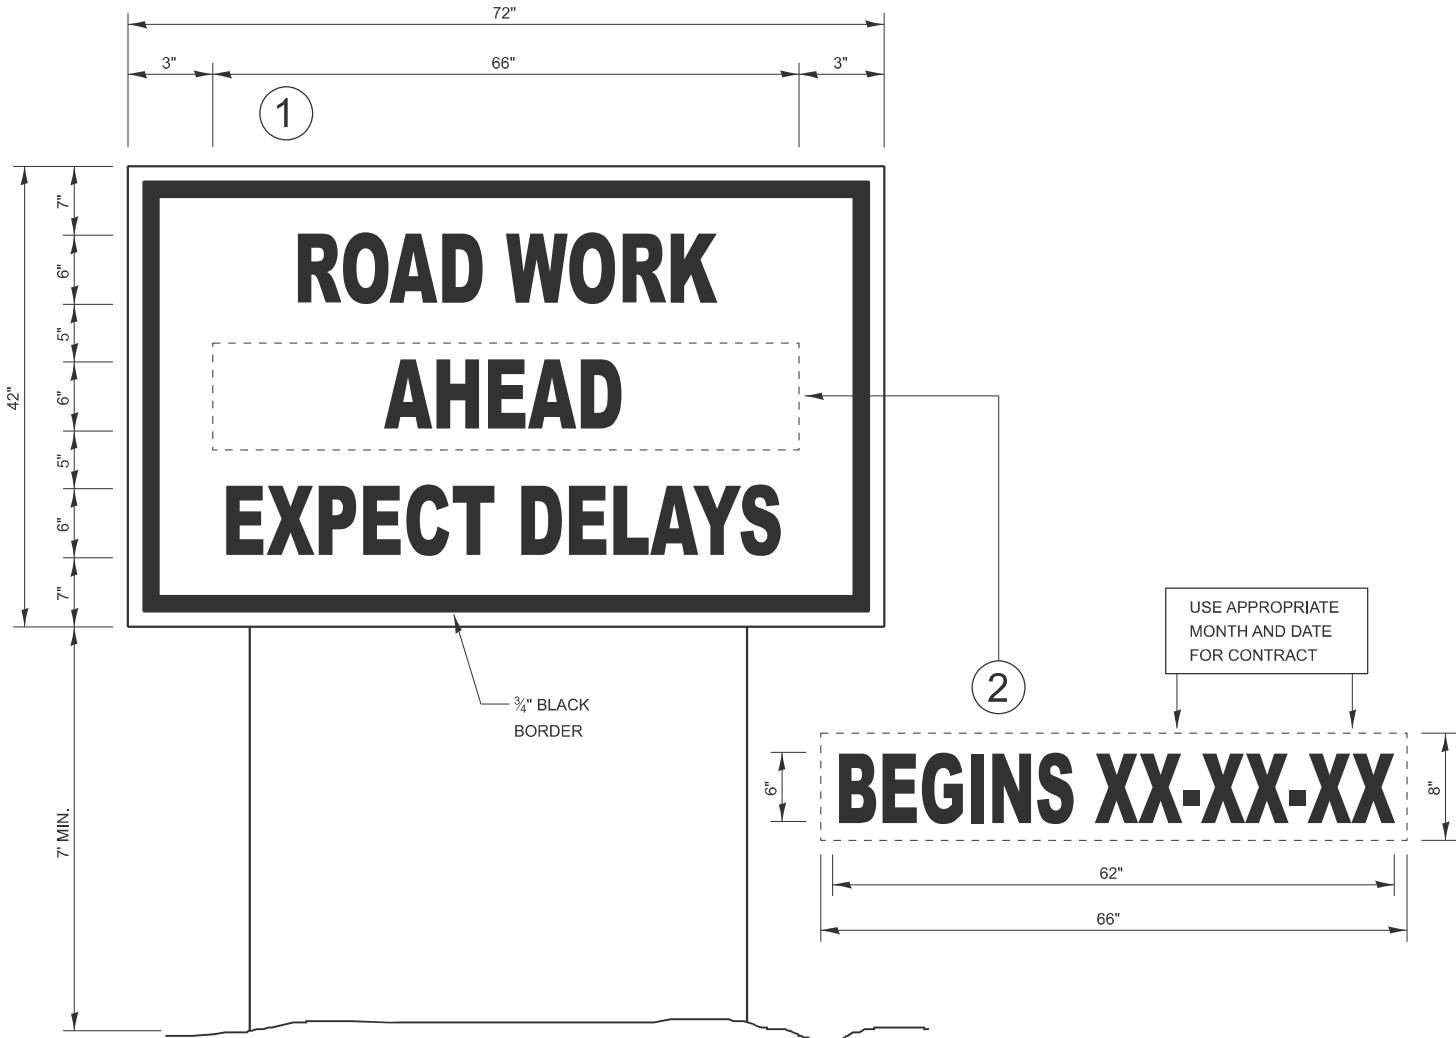 72"
3" 66" 3"
1
7"
6"
5"
6"
5"
6"
7"
42"
ROAD WORK
AHEAD
EXPECT DELAYS
¾" BLACK
BORDER
7' MIN.
2
USE APPROPRIATE
MONTH AND DATE
FOR CONTRACT
6"
BEGINS XX-XX-XX
8"
62"
66"